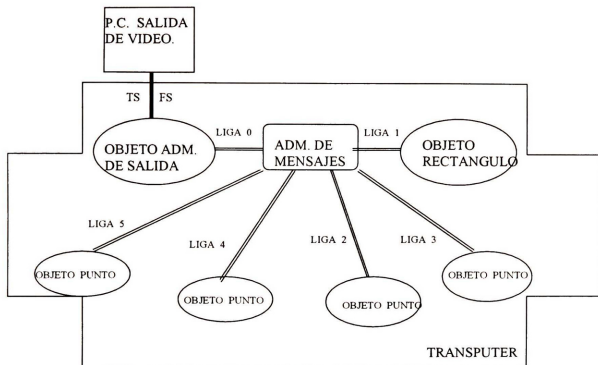 P.C. SALIDA
DE VIDEO.
TS FS
LIGA 0
LIGA 1
OBJETO ADM.
DE SALIDA
ADM. DE
MENSAJES
OBJETO
RECTANGULO
LIGA 5
LIGA 4
LIGA 2
LIGA 3
OBJETO PUNTO
OBJETO PUNTO
OBJETO PUNTO
OBJETO PUNTO
TRANSPUTER